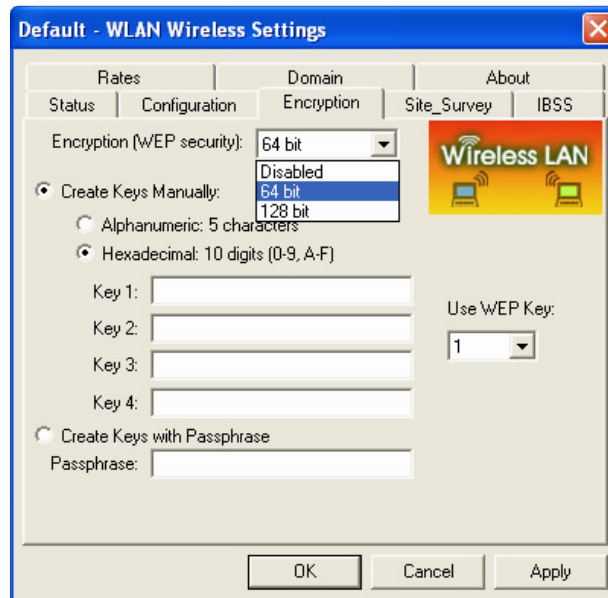 Default - WLAN Wireless Settings
Rates
Domain
About
Status
Configuration
Encryption
Site_Survey
IBSS
Encryption (WEP security):
64 bit
Disabled
64 bit
128 bit
Wireless LAN
Create Keys Manually:
Alphanumeric: 5 characters
Hexadecimal: 10 digits (0-9, A-F)
Key 1:
Key 2:
Key 3:
Key 4:
Use WEP Key:
1
Create Keys with Passphrase
Passphrase:
OK
Cancel
Apply